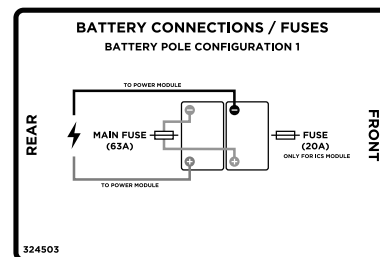 BATTERY CONNECTIONS / FUSES
BATTERY POLE CONFIGURATION 1
TO POWER MODULE
REAR
MAIN FUSE
(63A)
FUSE
(20A)
ONLY FOR ICS MODULE
FRONT
TO POWER MODULE
324503